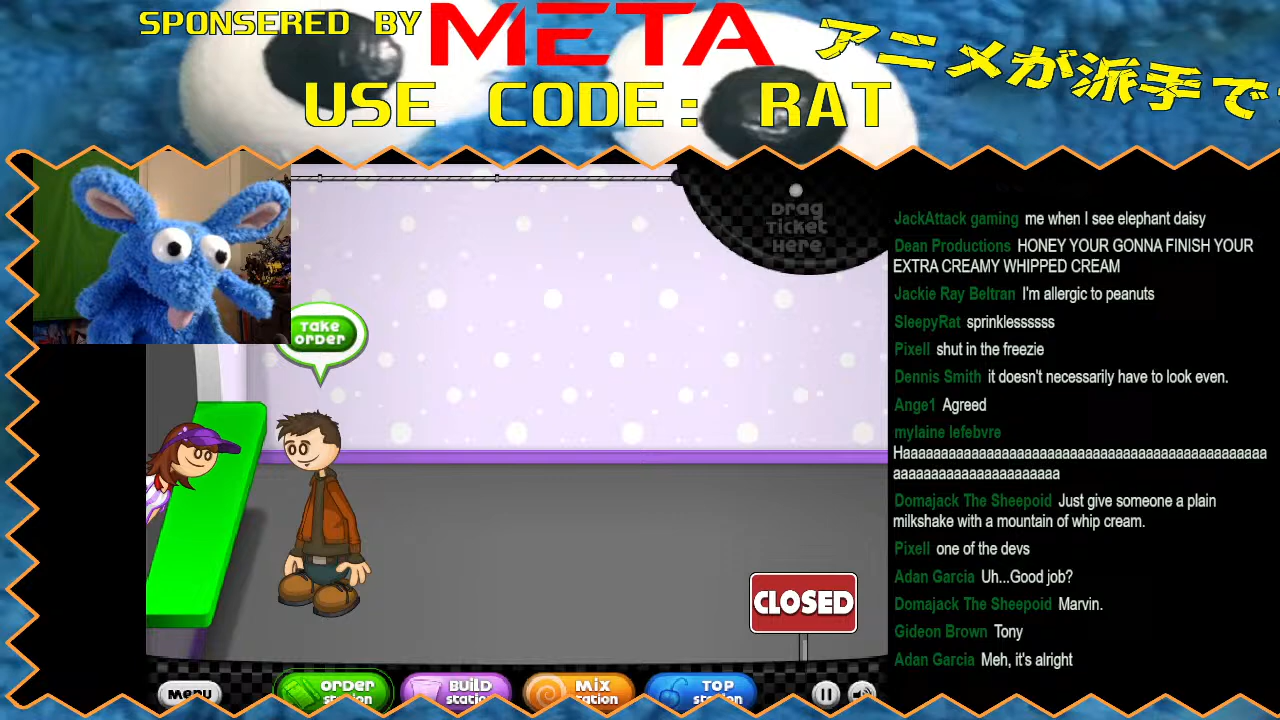 SPONSERED BY META
アニメが派手で
USE CODE: RAT
Drag
Ticket
Here
Take
order
CLOSED
Menu
Order
station
Build
station
Mix
station
Top
station
JackAttack gaming me when I see elephant daisy
Dean Productions HONEY YOUR GONNA FINISH YOUR
EXTRA CREAMY WHIPPED CREAM
Jackie Ray Beltran I'm allergic to peanuts
SleepyRat sprinklessssss
Pixell shut in the freezie
Dennis Smith it doesn't necessarily have to look even.
Ange1 Agreed
mylaine lefebvre
Haaaaaaaaaaaaaaaaaaaaaaaaaaaaaaaaaaaaaaaaaaaaaaa
aaaaaaaaaaaaaaaaaaaaa
Domajack The Sheepoid Just give someone a plain
milkshake with a mountain of whip cream.
Pixell one of the devs
Adan Garcia Uh...Good job?
Domajack The Sheepoid Marvin.
Gideon Brown Tony
Adan Garcia Meh, it's alright